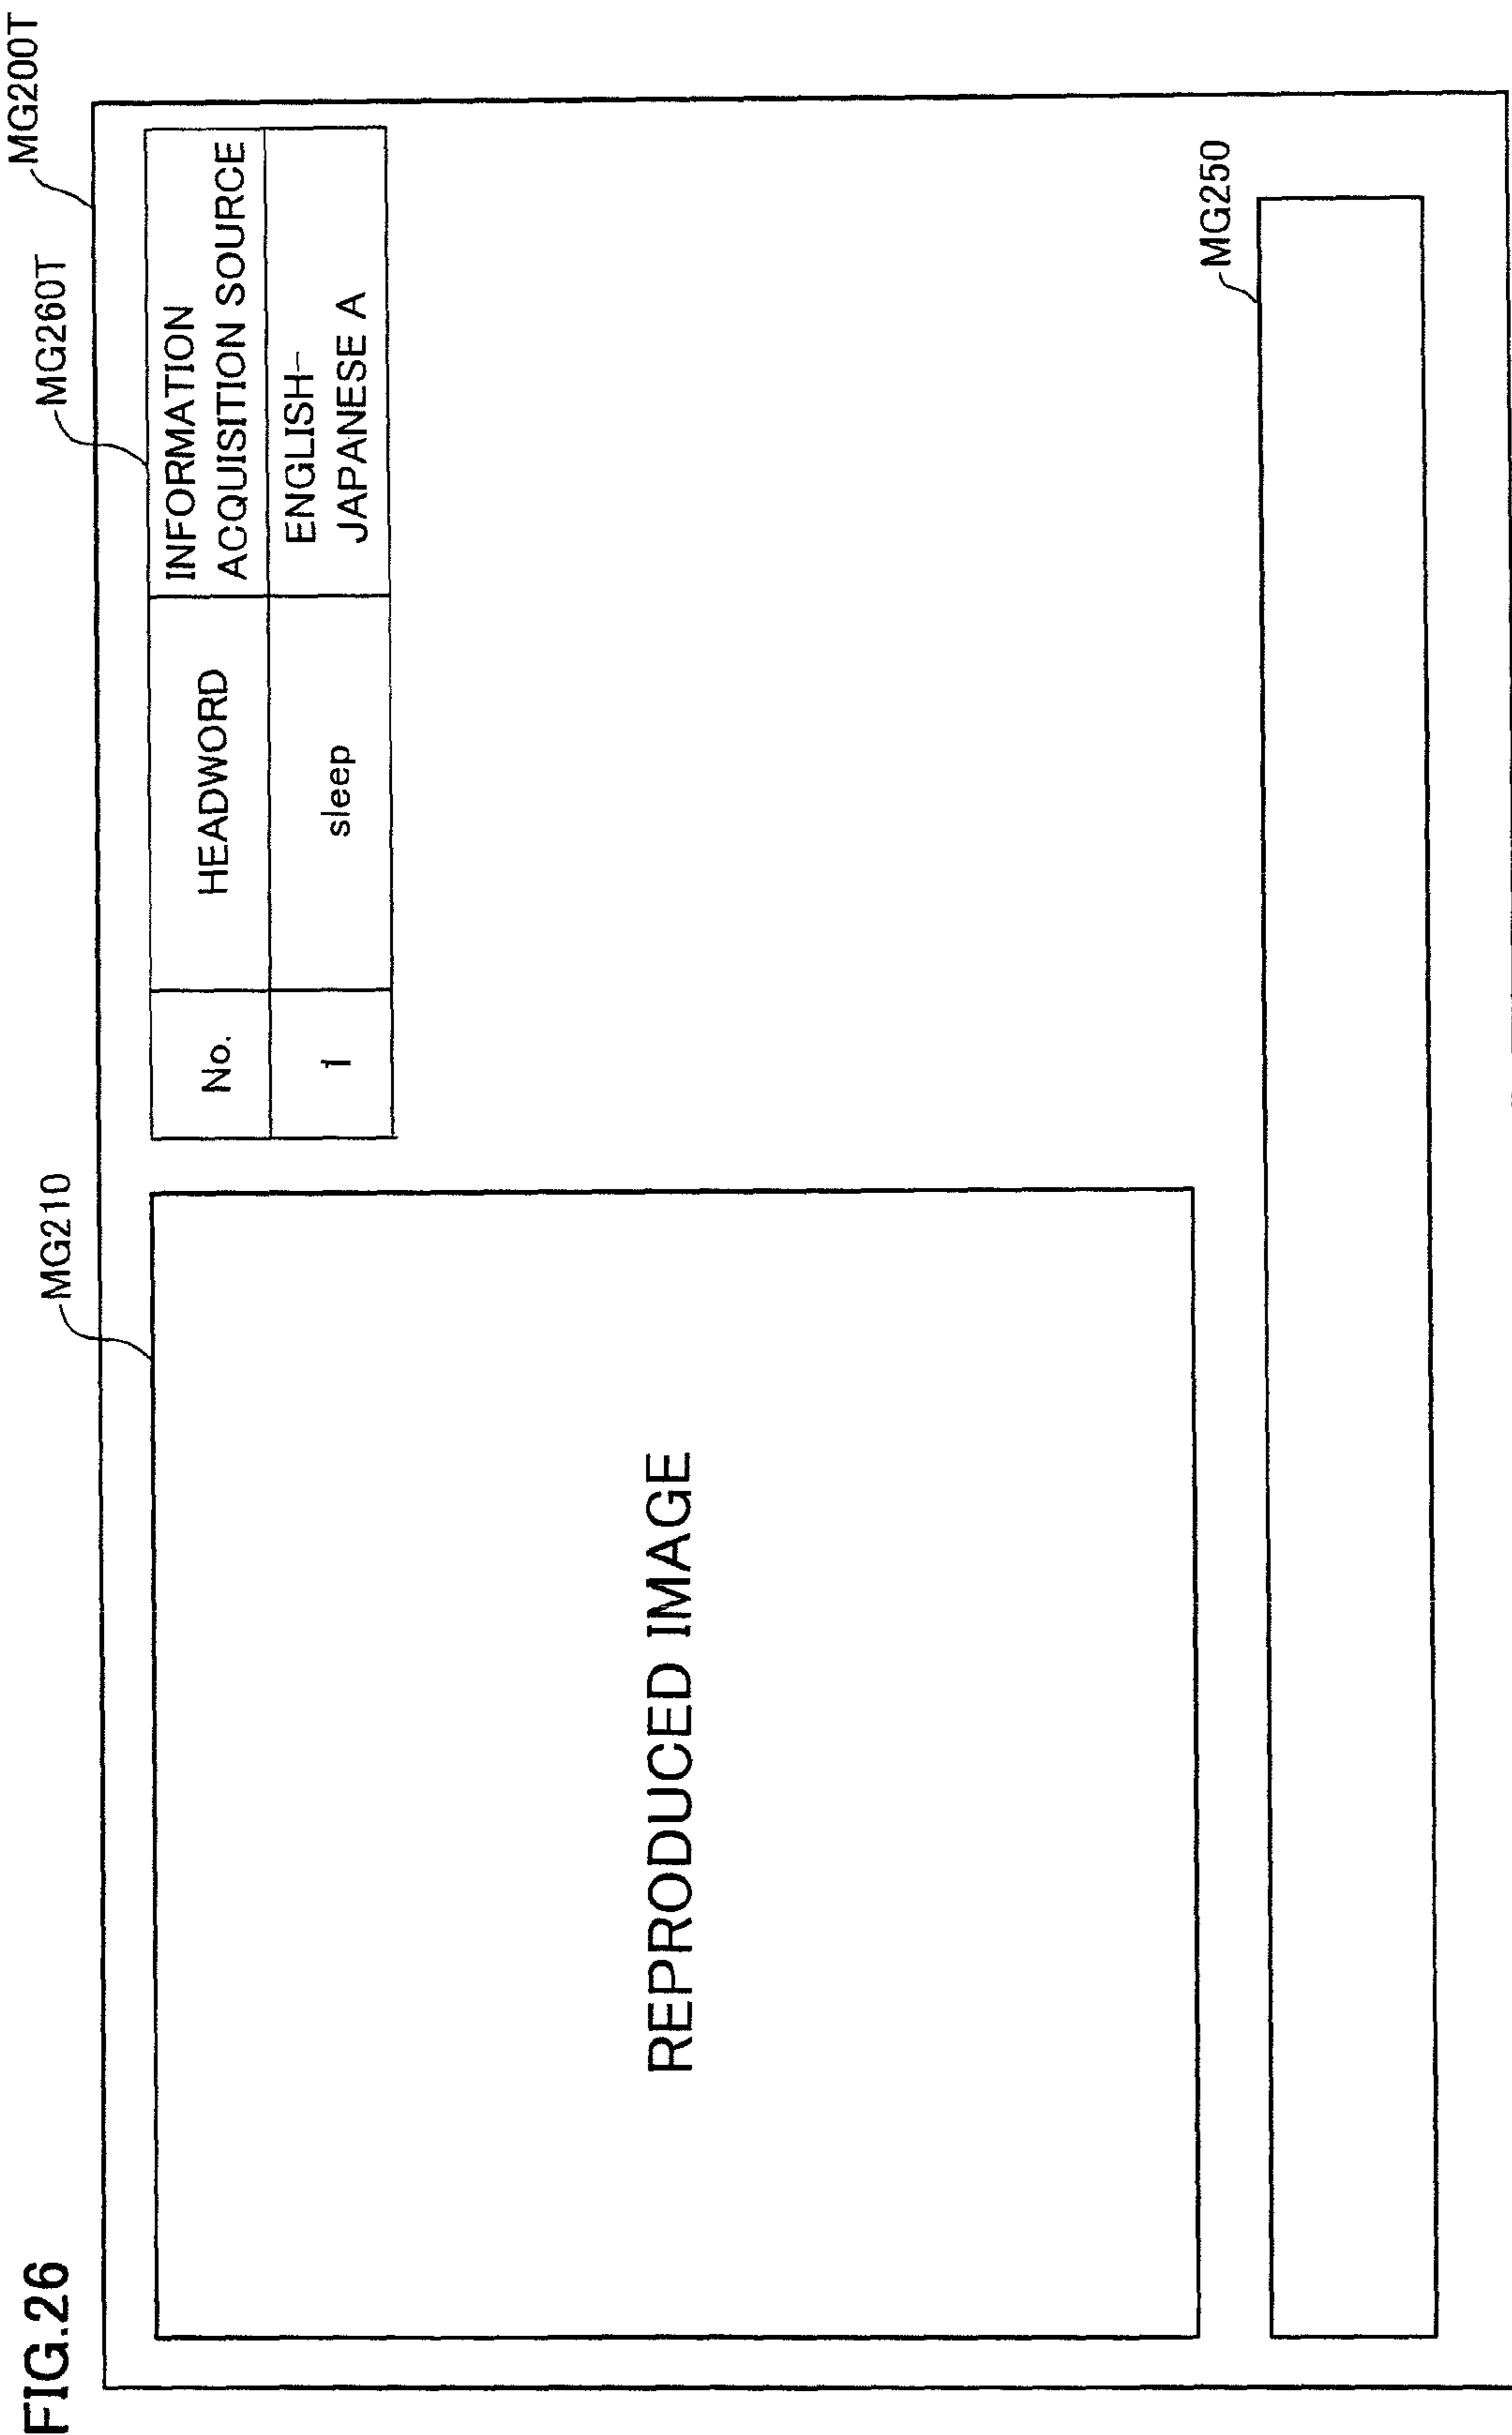 FIG.26
MG200T
MG210
MG260T
No.
HEADWORD
INFORMATION
ACQUISITION SOURCE
1
sleep
ENGLISH-
JAPANESE A
REPRODUCED IMAGE
MG250